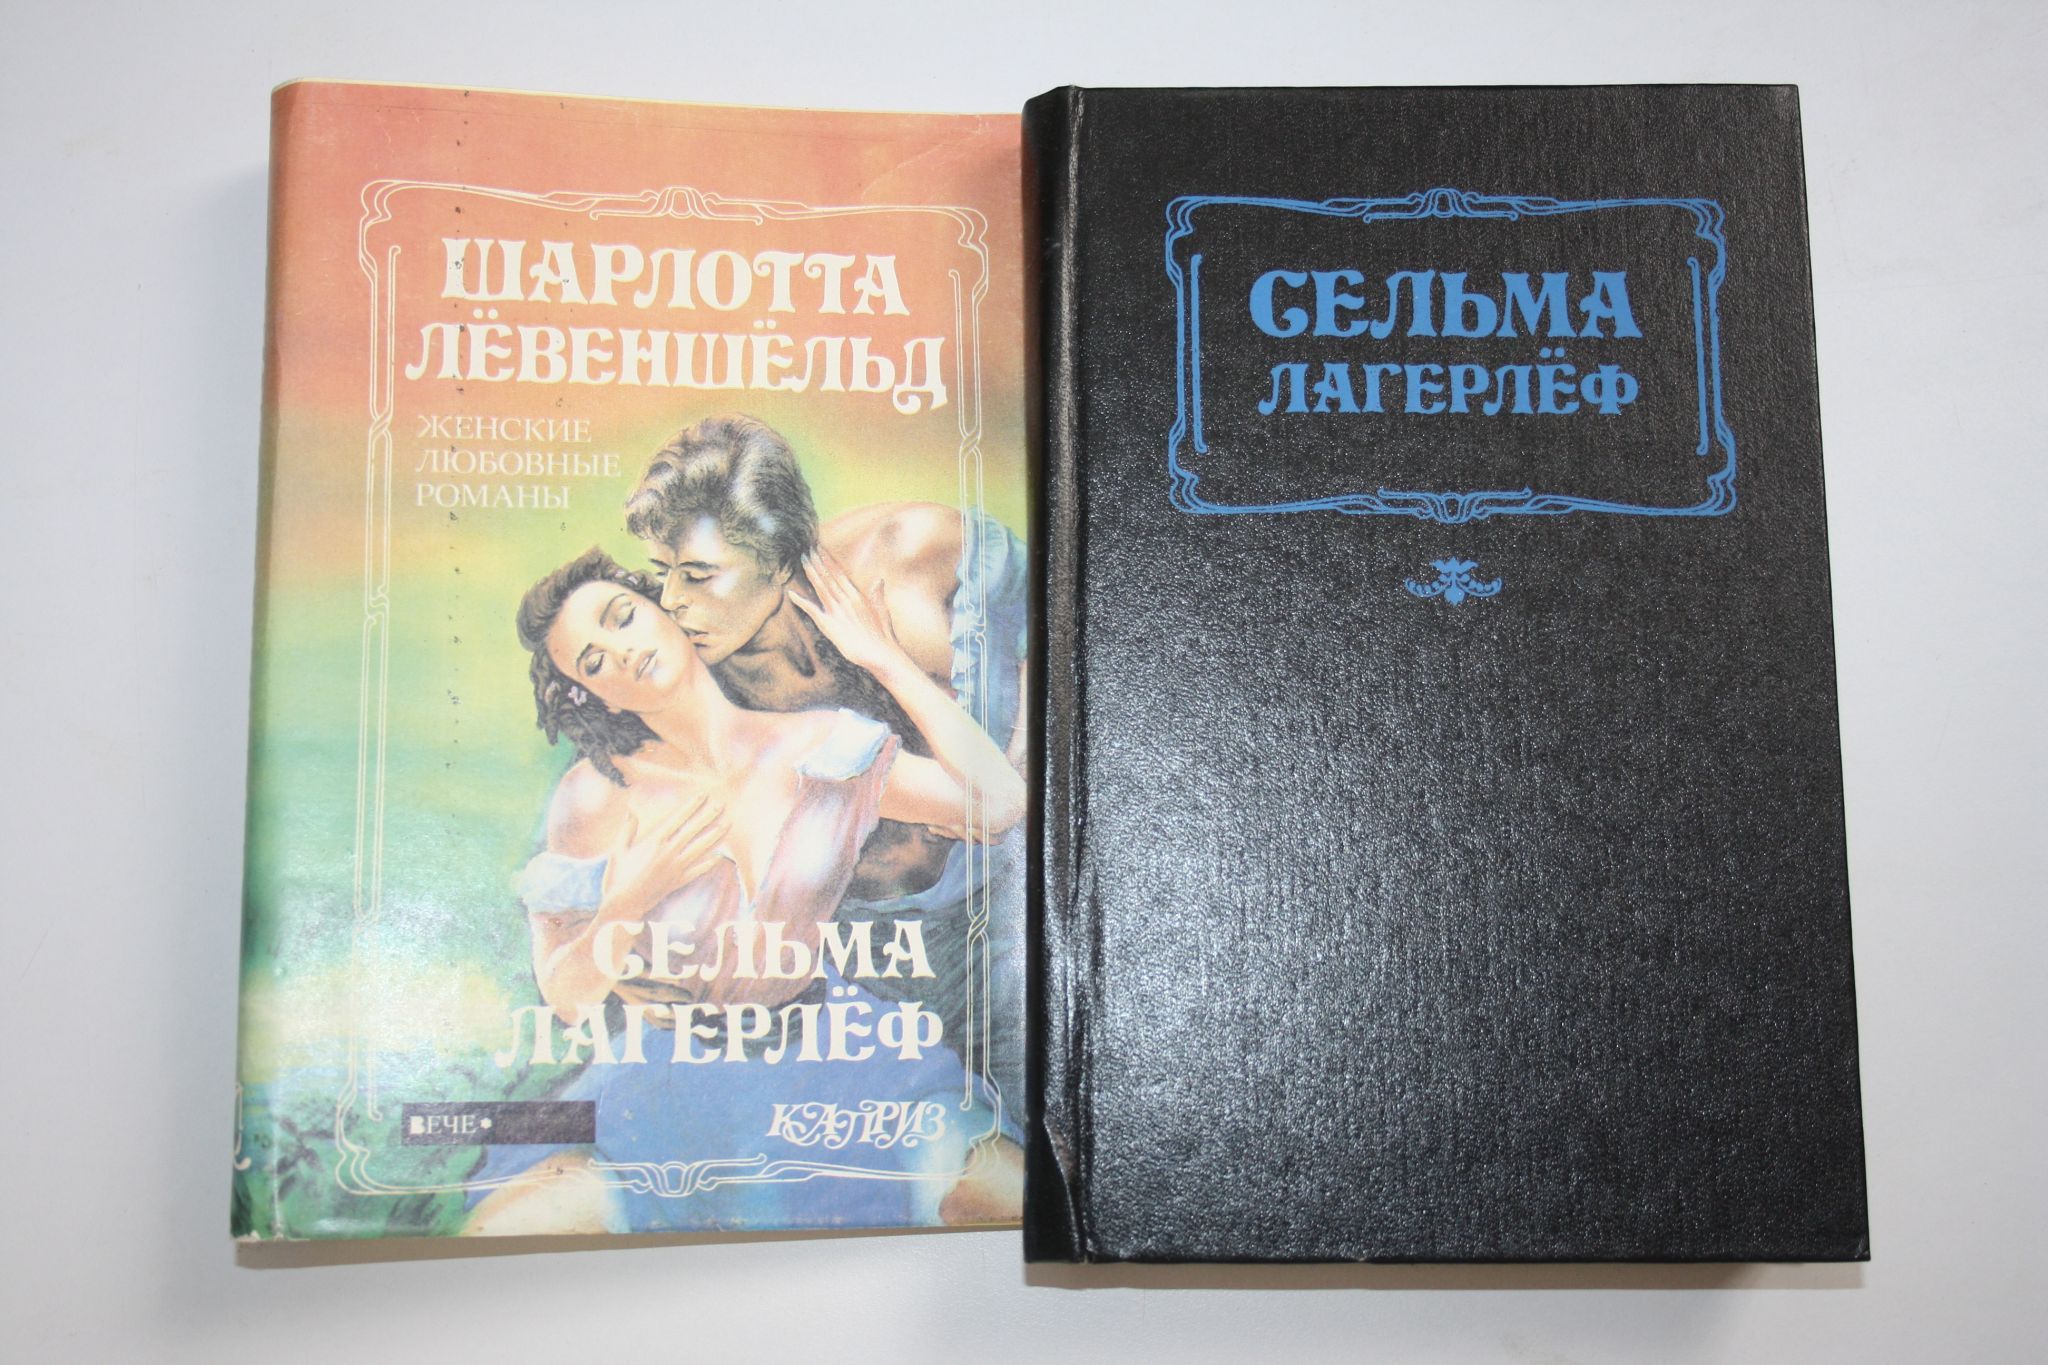 ШАРЛОТТА
ЛЁВЕНШЁЛЬД
ЖЕНСКИЕ
ЛЮБОВНЫЕ
РОМАНЫ
СЕЛЬМА
ЛАГЕРЛЁФ
ВЕЧЕ*
КАПРИЗ
СЕЛЬМА
ЛАГЕРЛЁФ